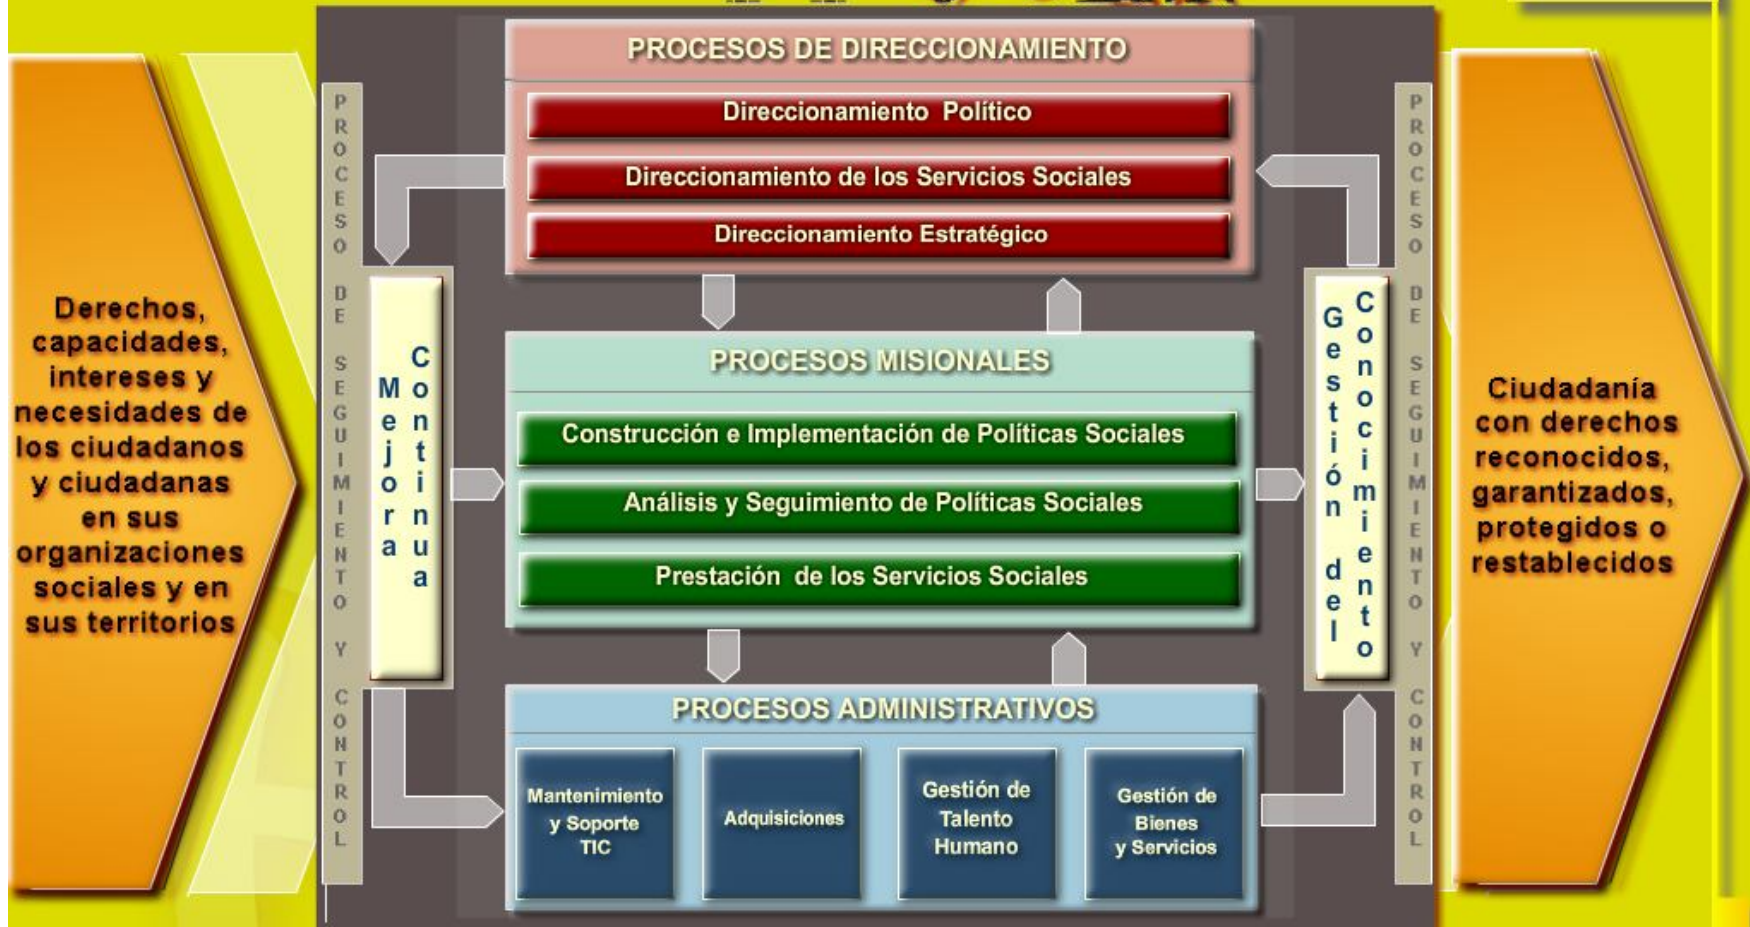 Derechos,
capacidades,
intereses y
necesidades de
los ciudadanos
y ciudadanas
en sus
organizaciones
sociales y en
sus territorios
PROCESO DE SEGUIMIENTO Y CONTROL
Mejora
Continua
PROCESOS DE DIRECCIONAMIENTO
Direccionamiento Político
Direccionamiento de los Servicios Sociales
Direccionamiento Estratégico
PROCESOS MISIONALES
Construcción e Implementación de Políticas Sociales
Análisis y Seguimiento de Políticas Sociales
Prestación de los Servicios Sociales
PROCESOS ADMINISTRATIVOS
Mantenimiento
y Soporte
TIC
Adquisiciones
Gestión de
Talento
Humano
Gestión de
Bienes
y Servicios
Gestión del
Conocimiento
PROCESO DE SEGUIMIENTO Y CONTROL
Ciudadanía
con derechos
reconocidos,
garantizados,
protegidos o
restablecidos